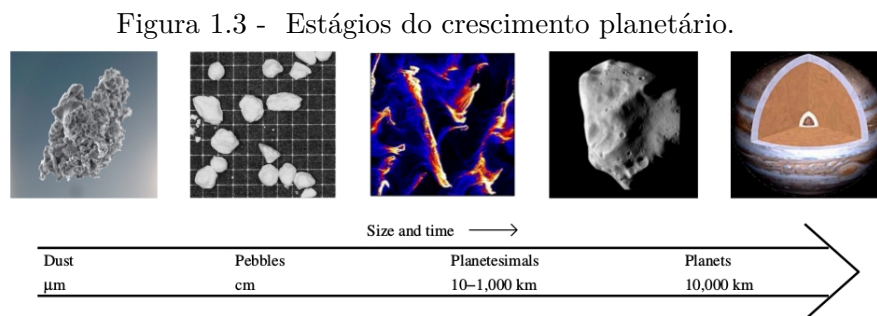 Figura 1.3 - Estágios do crescimento planetário.
Size and time →
Dust Pebbles Planetesimals Planets
μm cm 10–1,000 km 10,000 km